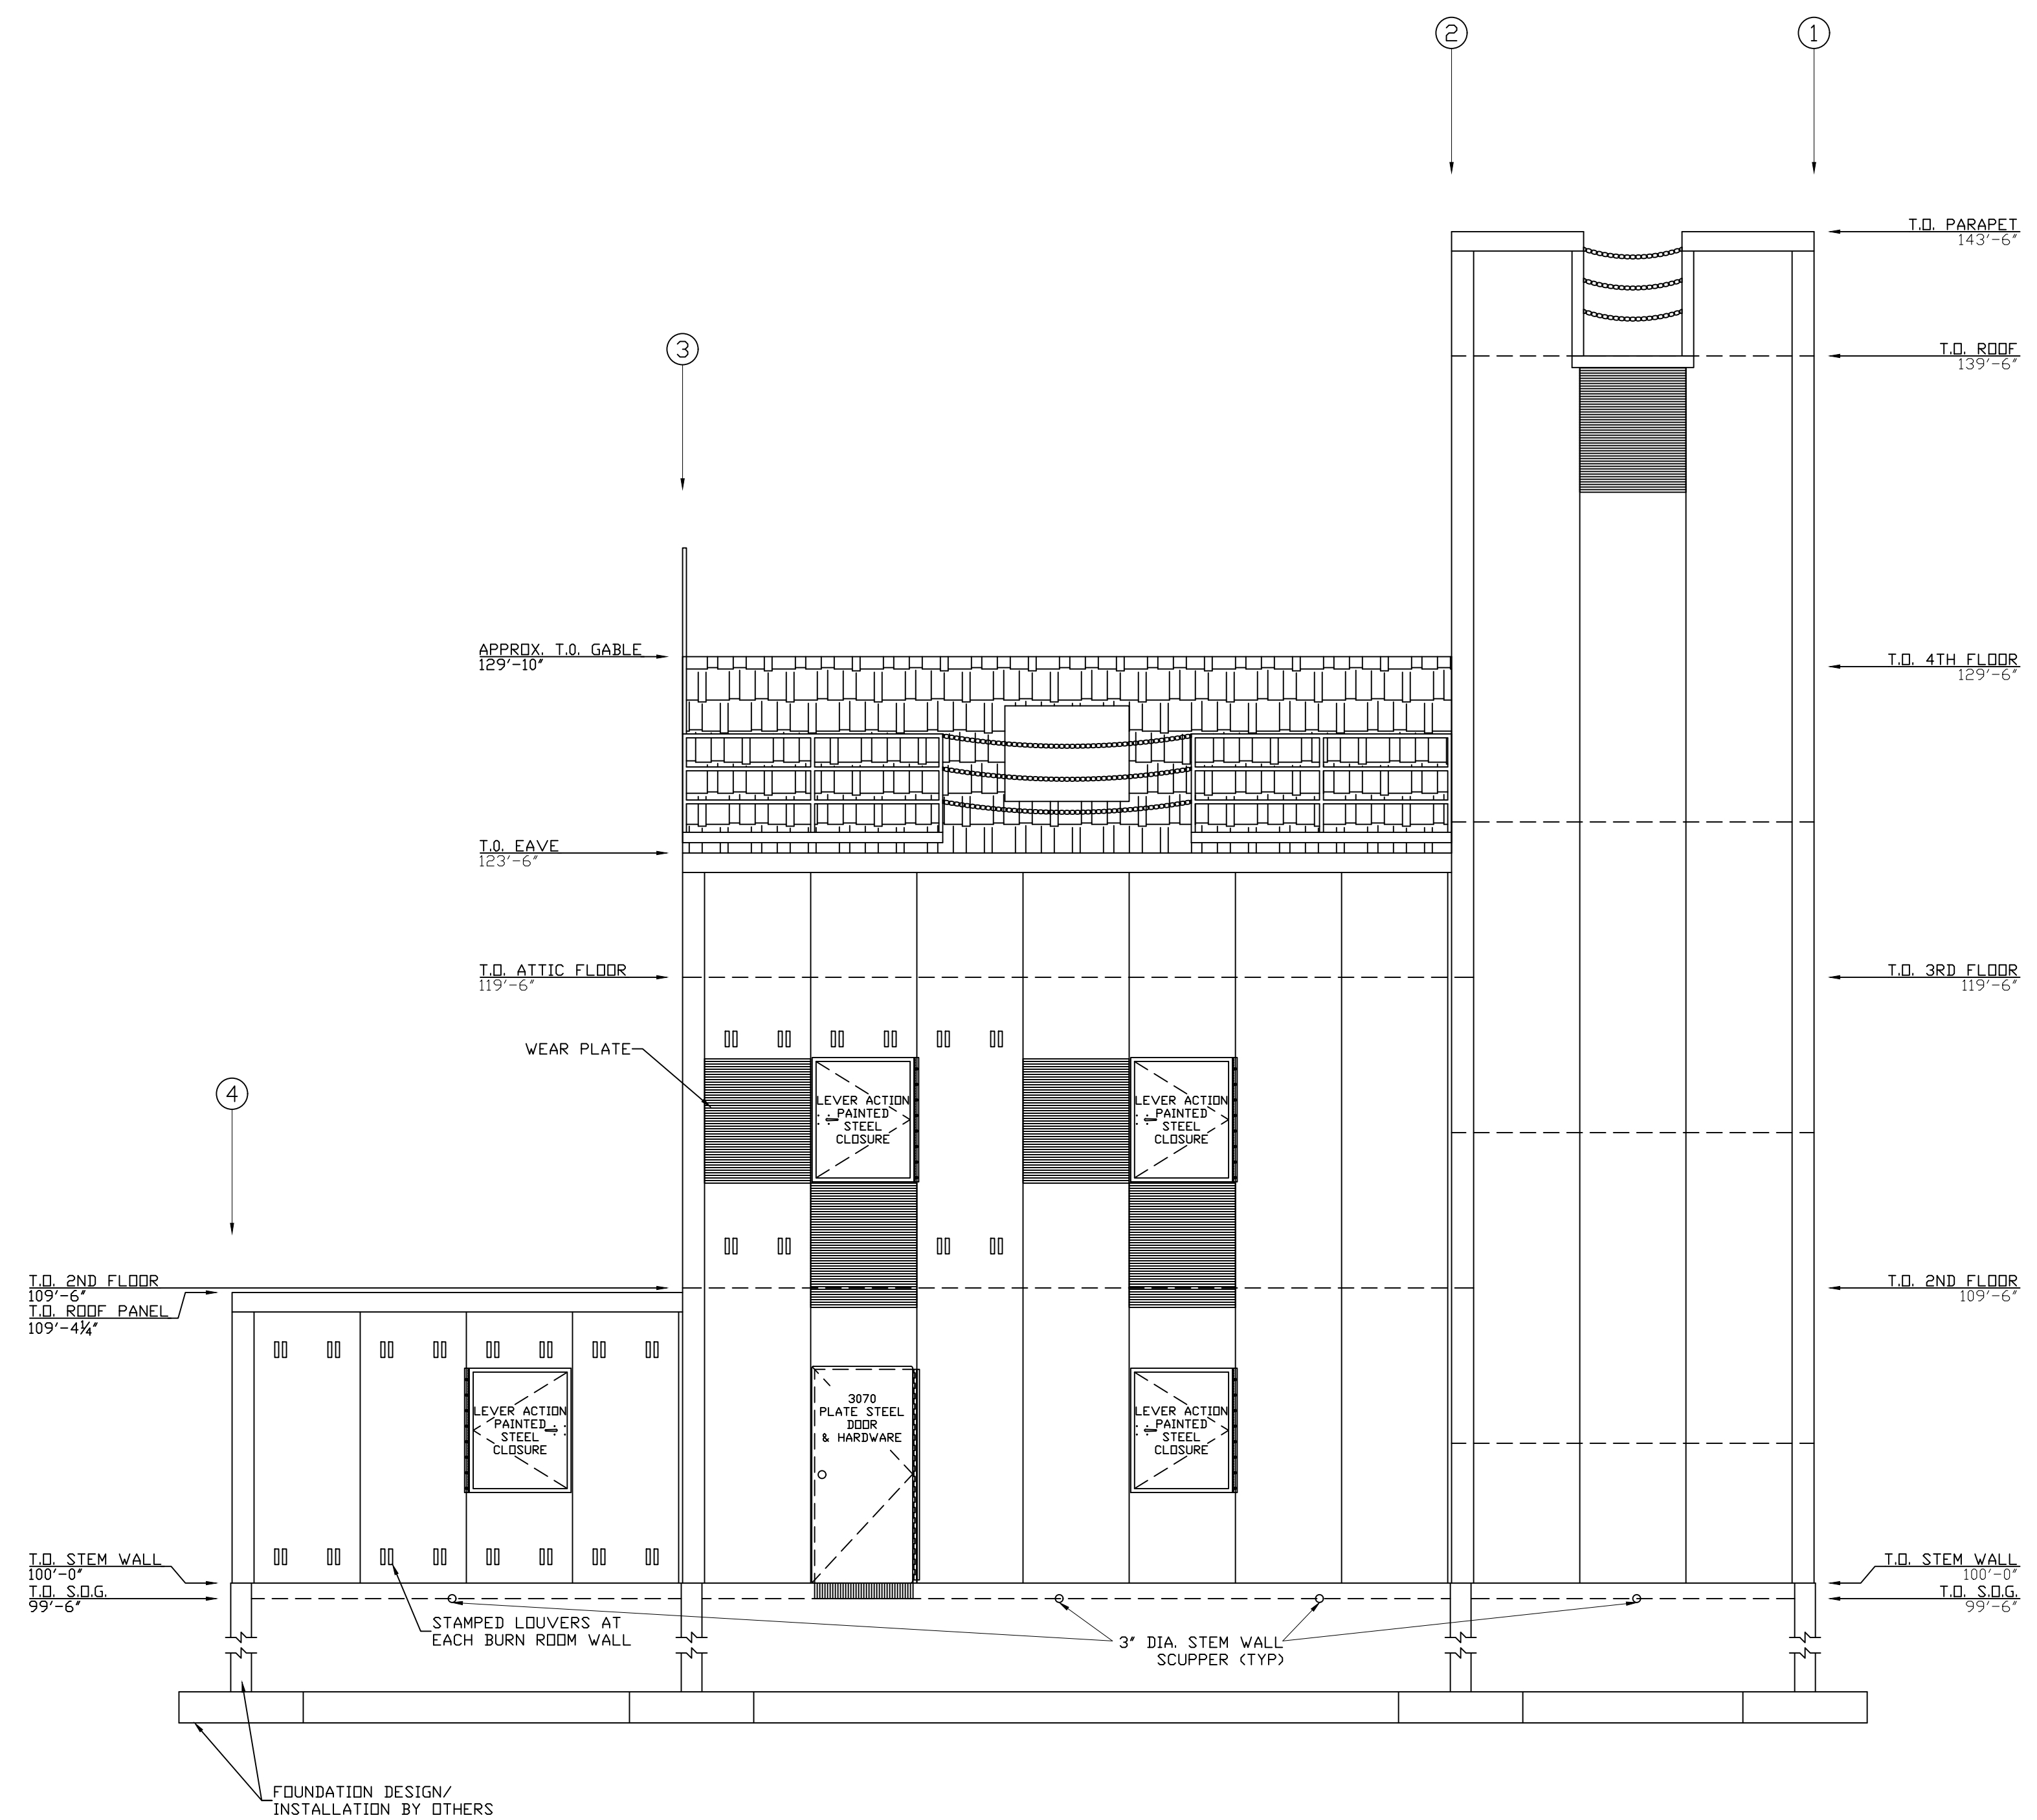 2
1
T.O. PARAPET
143'-6"
3
T.O. ROOF
139'-6"
APPROX. T.O. GABLE
129'-10"
T.O. 4TH FLOOR
129'-6"
T.O. EAVE
123'-6"
T.O. ATTIC FLOOR
119'-6"
T.O. 3RD FLOOR
119'-6"
WEAR PLATE
4
LEVER ACTION
PAINTED
STEEL
CLOSURE
LEVER ACTION
PAINTED
STEEL
CLOSURE
T.O. 2ND FLOOR
109'-6"
T.O. ROOF PANEL
109'-4¼"
T.O. 2ND FLOOR
109'-6"
LEVER ACTION
PAINTED
STEEL
CLOSURE
3070
PLATE STEEL
DOOR
& HARDWARE
LEVER ACTION
PAINTED
STEEL
CLOSURE
T.O. STEM WALL
100'-0"
T.O. S.O.G.
99'-6"
T.O. STEM WALL
100'-0"
T.O. S.O.G.
99'-6"
STAMPED LOUVERS AT
EACH BURN ROOM WALL
3" DIA. STEM WALL
SCUPPER (TYP)
FOUNDATION DESIGN/
INSTALLATION BY OTHERS